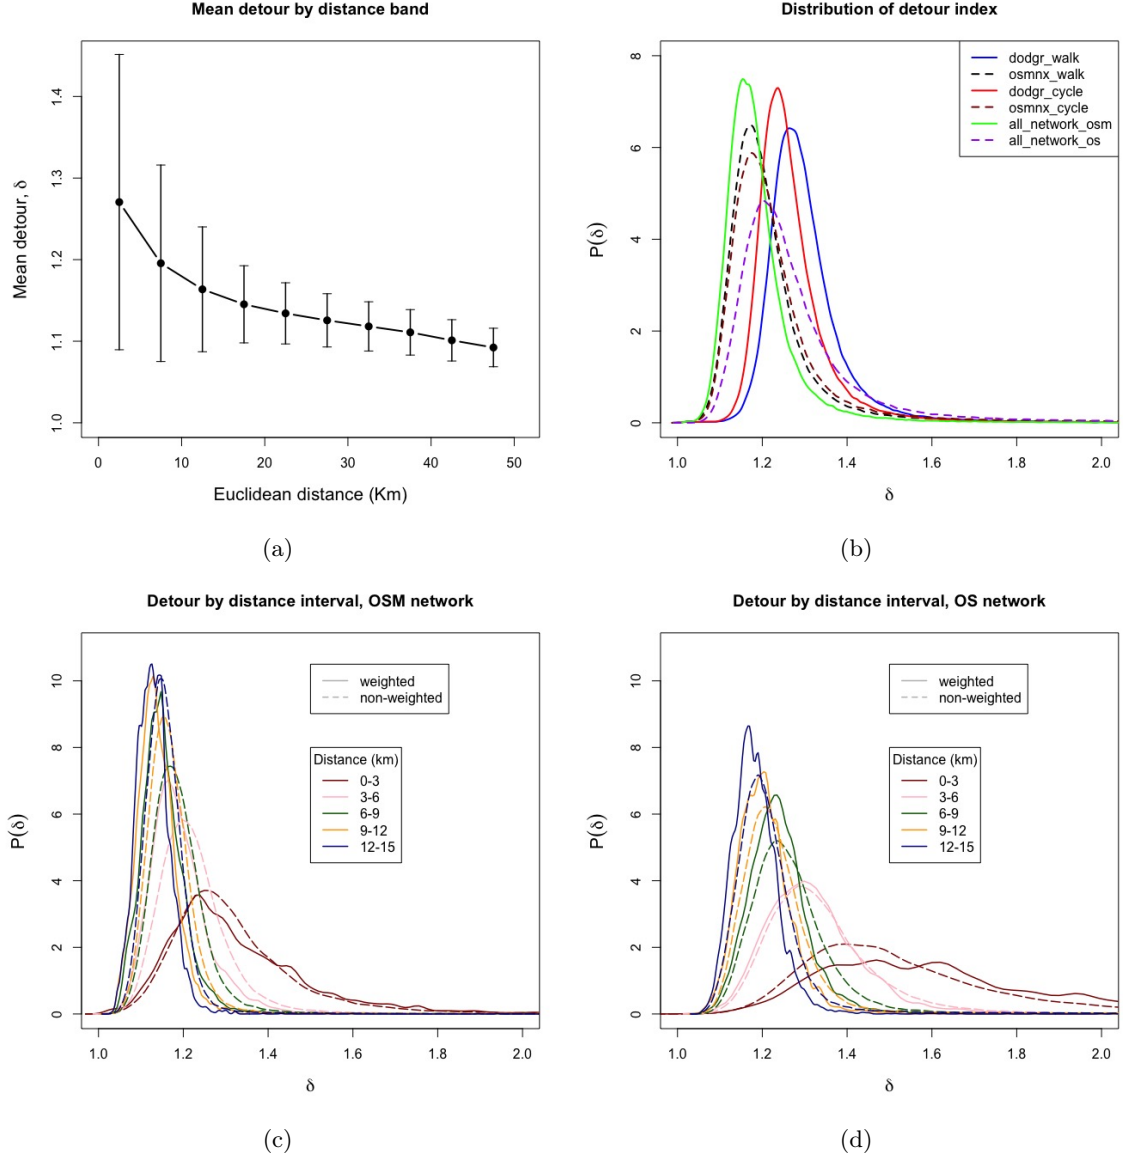 Mean detour by distance band
Mean detour, δ
1.0 1.1 1.2 1.3 1.4
0 10 20 30 40 50
Euclidean distance (Km)
(a)
Distribution of detour index
P(δ)
0 2 4 6 8
dodgr_walk
osmnx_walk
dodgr_cycle
osmnx_cycle
all_network_osm
all_network_os
1.0 1.2 1.4 1.6 1.8 2.0
δ
(b)
Detour by distance interval, OSM network
P(δ)
0 2 4 6 8 10
weighted
non-weighted
Distance (km)
0-3
3-6
6-9
9-12
12-15
1.0 1.2 1.4 1.6 1.8 2.0
δ
(c)
Detour by distance interval, OS network
P(δ)
0 2 4 6 8 10
weighted
non-weighted
Distance (km)
0-3
3-6
6-9
9-12
12-15
1.0 1.2 1.4 1.6 1.8 2.0
δ
(d)